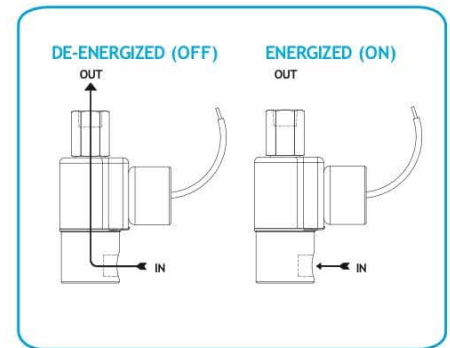 DE-ENERGIZED (OFF)
OUT
IN
ENERGIZED (ON)
OUT
IN